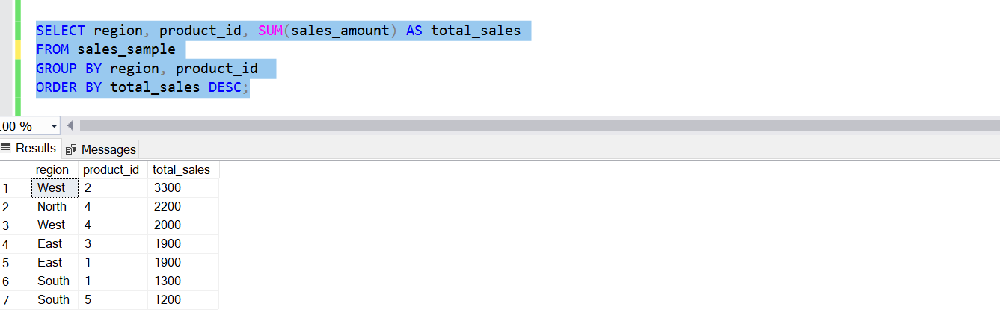 SELECT region, product_id, SUM(sales_amount) AS total_sales
FROM sales_sample
GROUP BY region, product_id
ORDER BY total_sales DESC;
.00 %
Results Messages
region product_id total_sales
1 West 2 3300
2 North 4 2200
3 West 4 2000
4 East 3 1900
5 East 1 1900
6 South 1 1300
7 South 5 1200